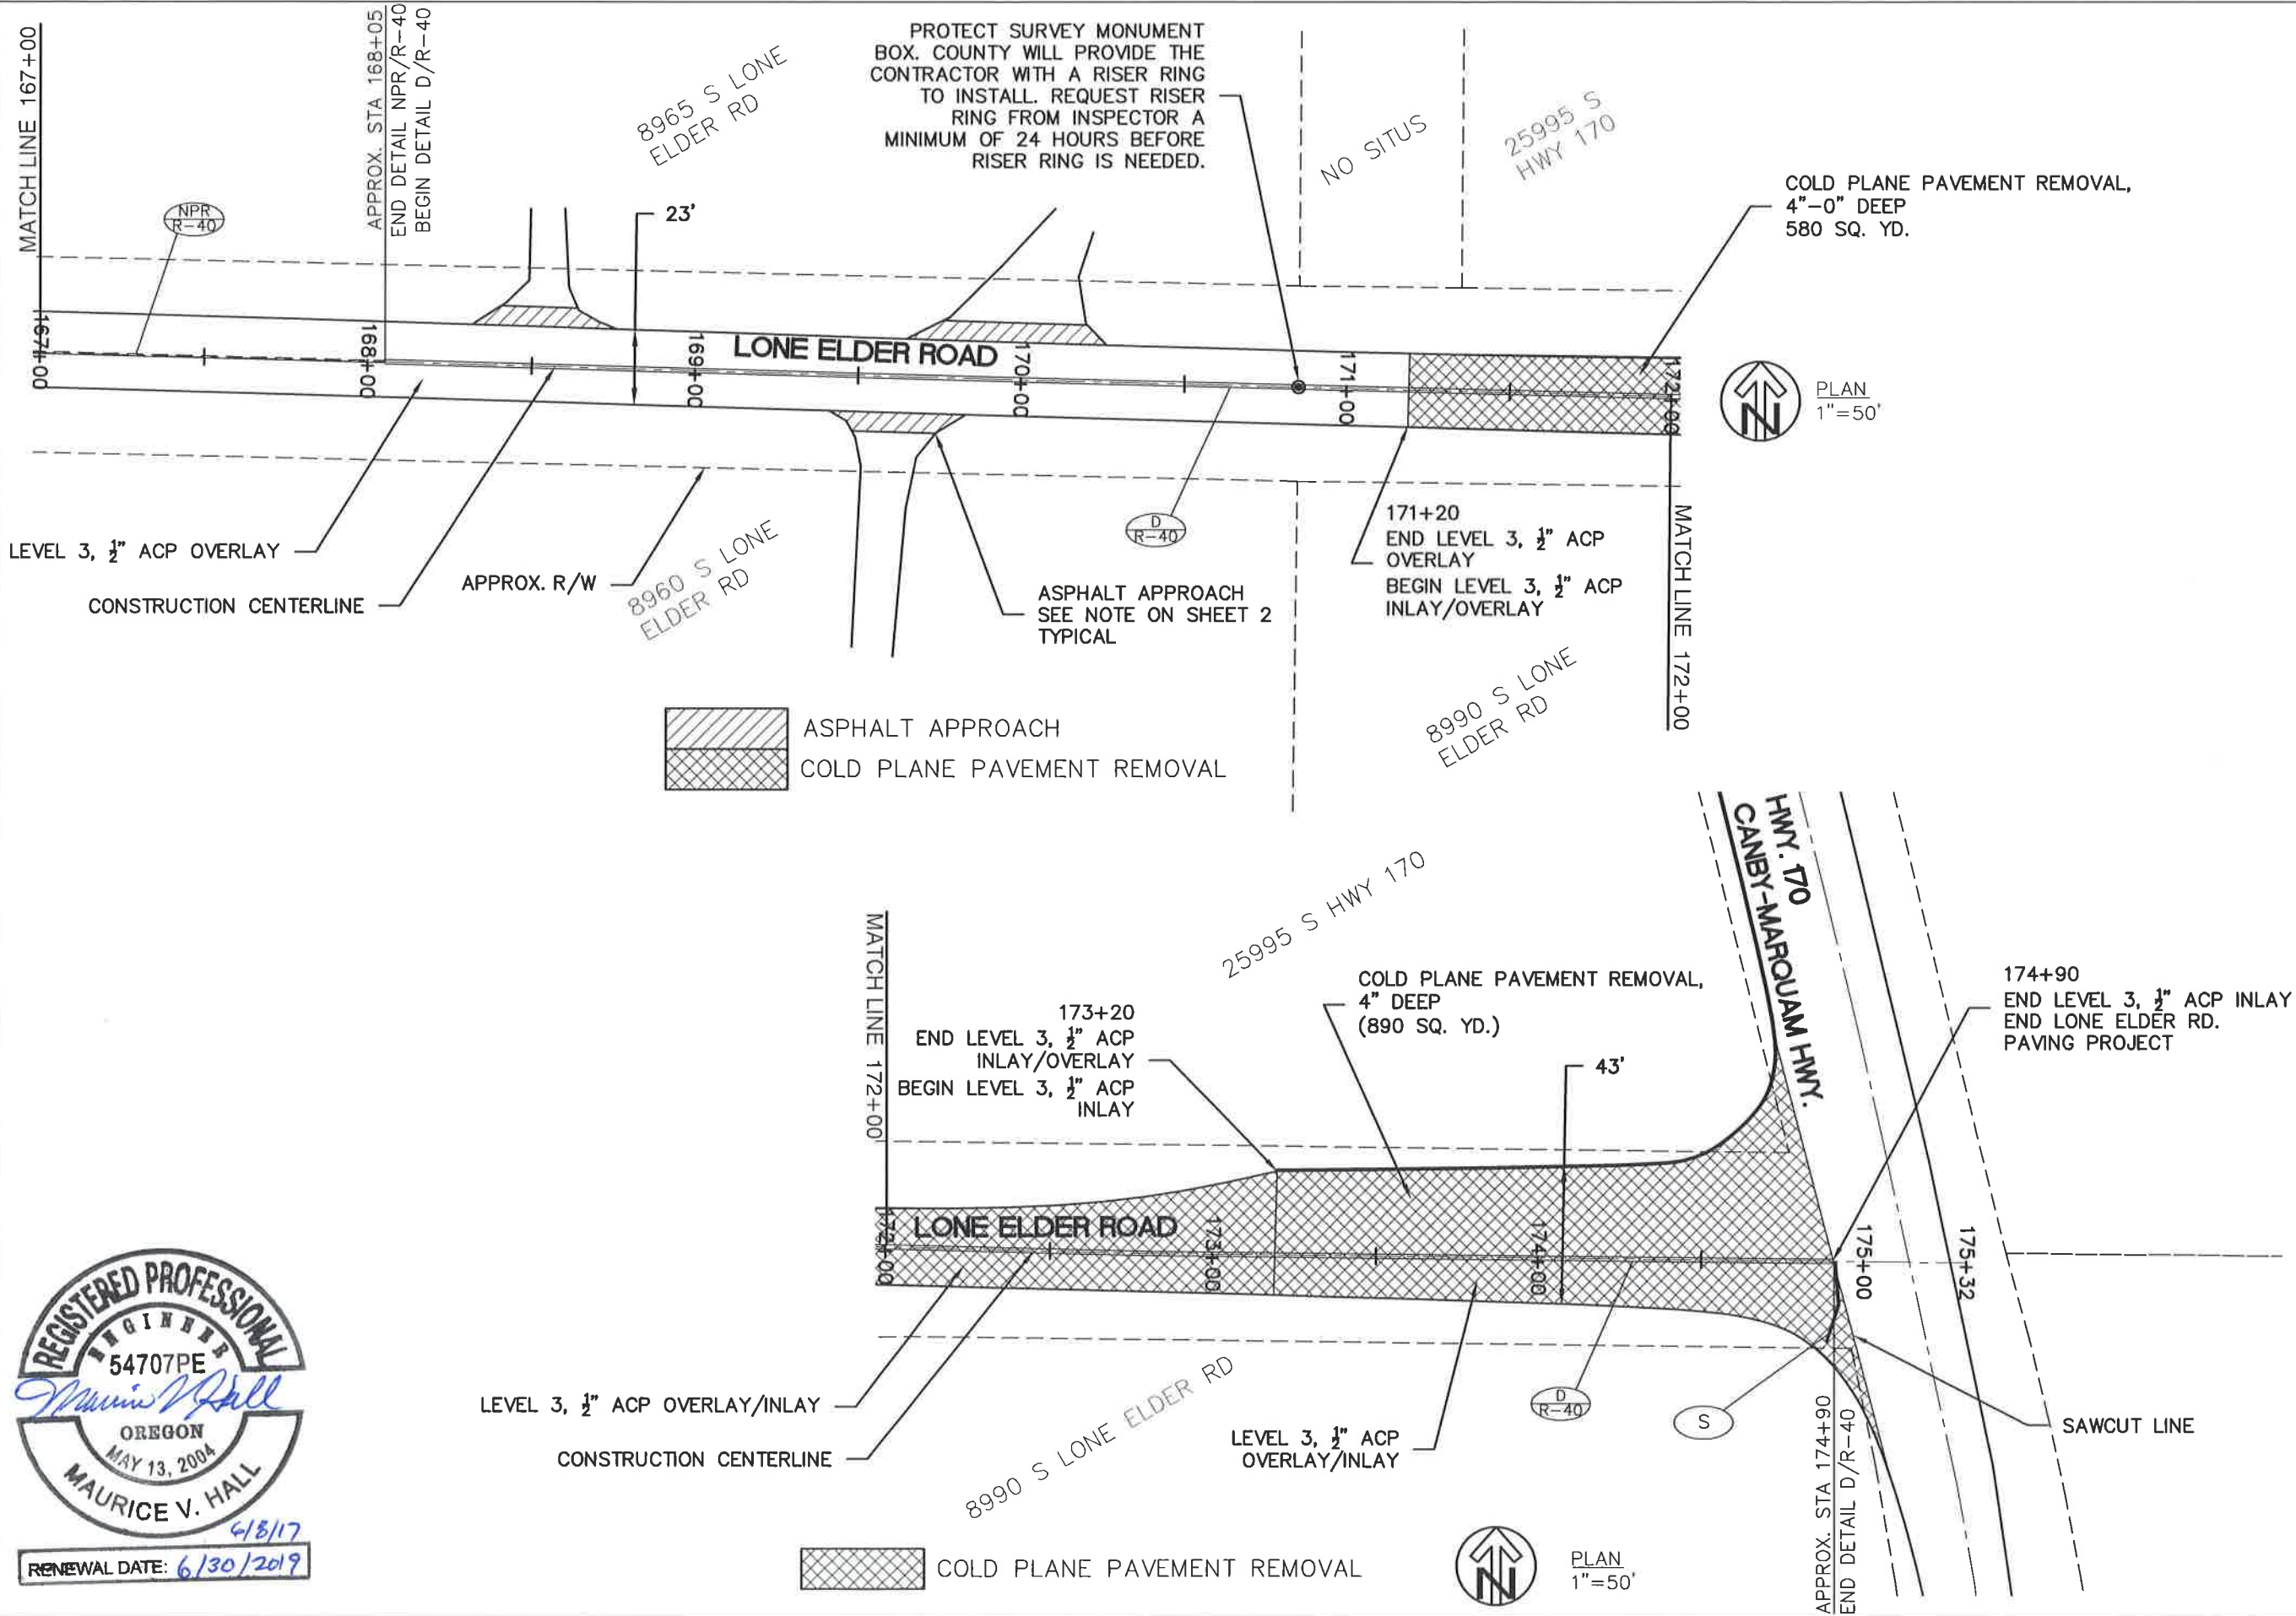 MATCH LINE 167+00
APPROX. STA 168+05
END DETAIL NPR/R-40
BEGIN DETAIL D/R-40
8965 S LONE
ELDER RD
PROTECT SURVEY MONUMENT
BOX. COUNTY WILL PROVIDE THE
CONTRACTOR WITH A RISER RING
TO INSTALL. REQUEST RISER
RING FROM INSPECTOR A
MINIMUM OF 24 HOURS BEFORE
RISER RING IS NEEDED.
NO SITUS
25995 S
HWY 170
COLD PLANE PAVEMENT REMOVAL,
4"-0" DEEP
580 SQ. YD.
NPR
R-40
23'
167+00
168+00
169+00
LONE ELDER ROAD
170+00
171+00
172+00
PLAN
1"=50'
N
LEVEL 3, ½" ACP OVERLAY
CONSTRUCTION CENTERLINE
APPROX. R/W
8960 S LONE
ELDER RD
ASPHALT APPROACH
SEE NOTE ON SHEET 2
TYPICAL
D
R-40
171+20
END LEVEL 3, ½" ACP
OVERLAY
BEGIN LEVEL 3, ½" ACP
INLAY/OVERLAY
MATCH LINE 172+00
8990 S LONE
ELDER RD
ASPHALT APPROACH
COLD PLANE PAVEMENT REMOVAL
HWY. 170
CANBY-MARQUAM HWY.
MATCH LINE 172+00
25995 S HWY 170
173+20
END LEVEL 3, ½" ACP
INLAY/OVERLAY
BEGIN LEVEL 3, ½" ACP
INLAY
COLD PLANE PAVEMENT REMOVAL,
4" DEEP
(890 SQ. YD.)
43'
174+90
END LEVEL 3, ½" ACP INLAY
END LONE ELDER RD.
PAVING PROJECT
172+00
LONE ELDER ROAD
173+00
174+00
175+00
175+32
LEVEL 3, ½" ACP OVERLAY/INLAY
CONSTRUCTION CENTERLINE
8990 S LONE ELDER RD
LEVEL 3, ½" ACP
OVERLAY/INLAY
D
R-40
S
SAWCUT LINE
APPROX. STA 174+90
END DETAIL D/R-40
COLD PLANE PAVEMENT REMOVAL
N
PLAN
1"=50'
REGISTERED PROFESSIONAL
ENGINEER
54707PE
Maurice V Hall
OREGON
MAY 13, 2004
MAURICE V. HALL
6/8/17
RENEWAL DATE: 6/30/2019